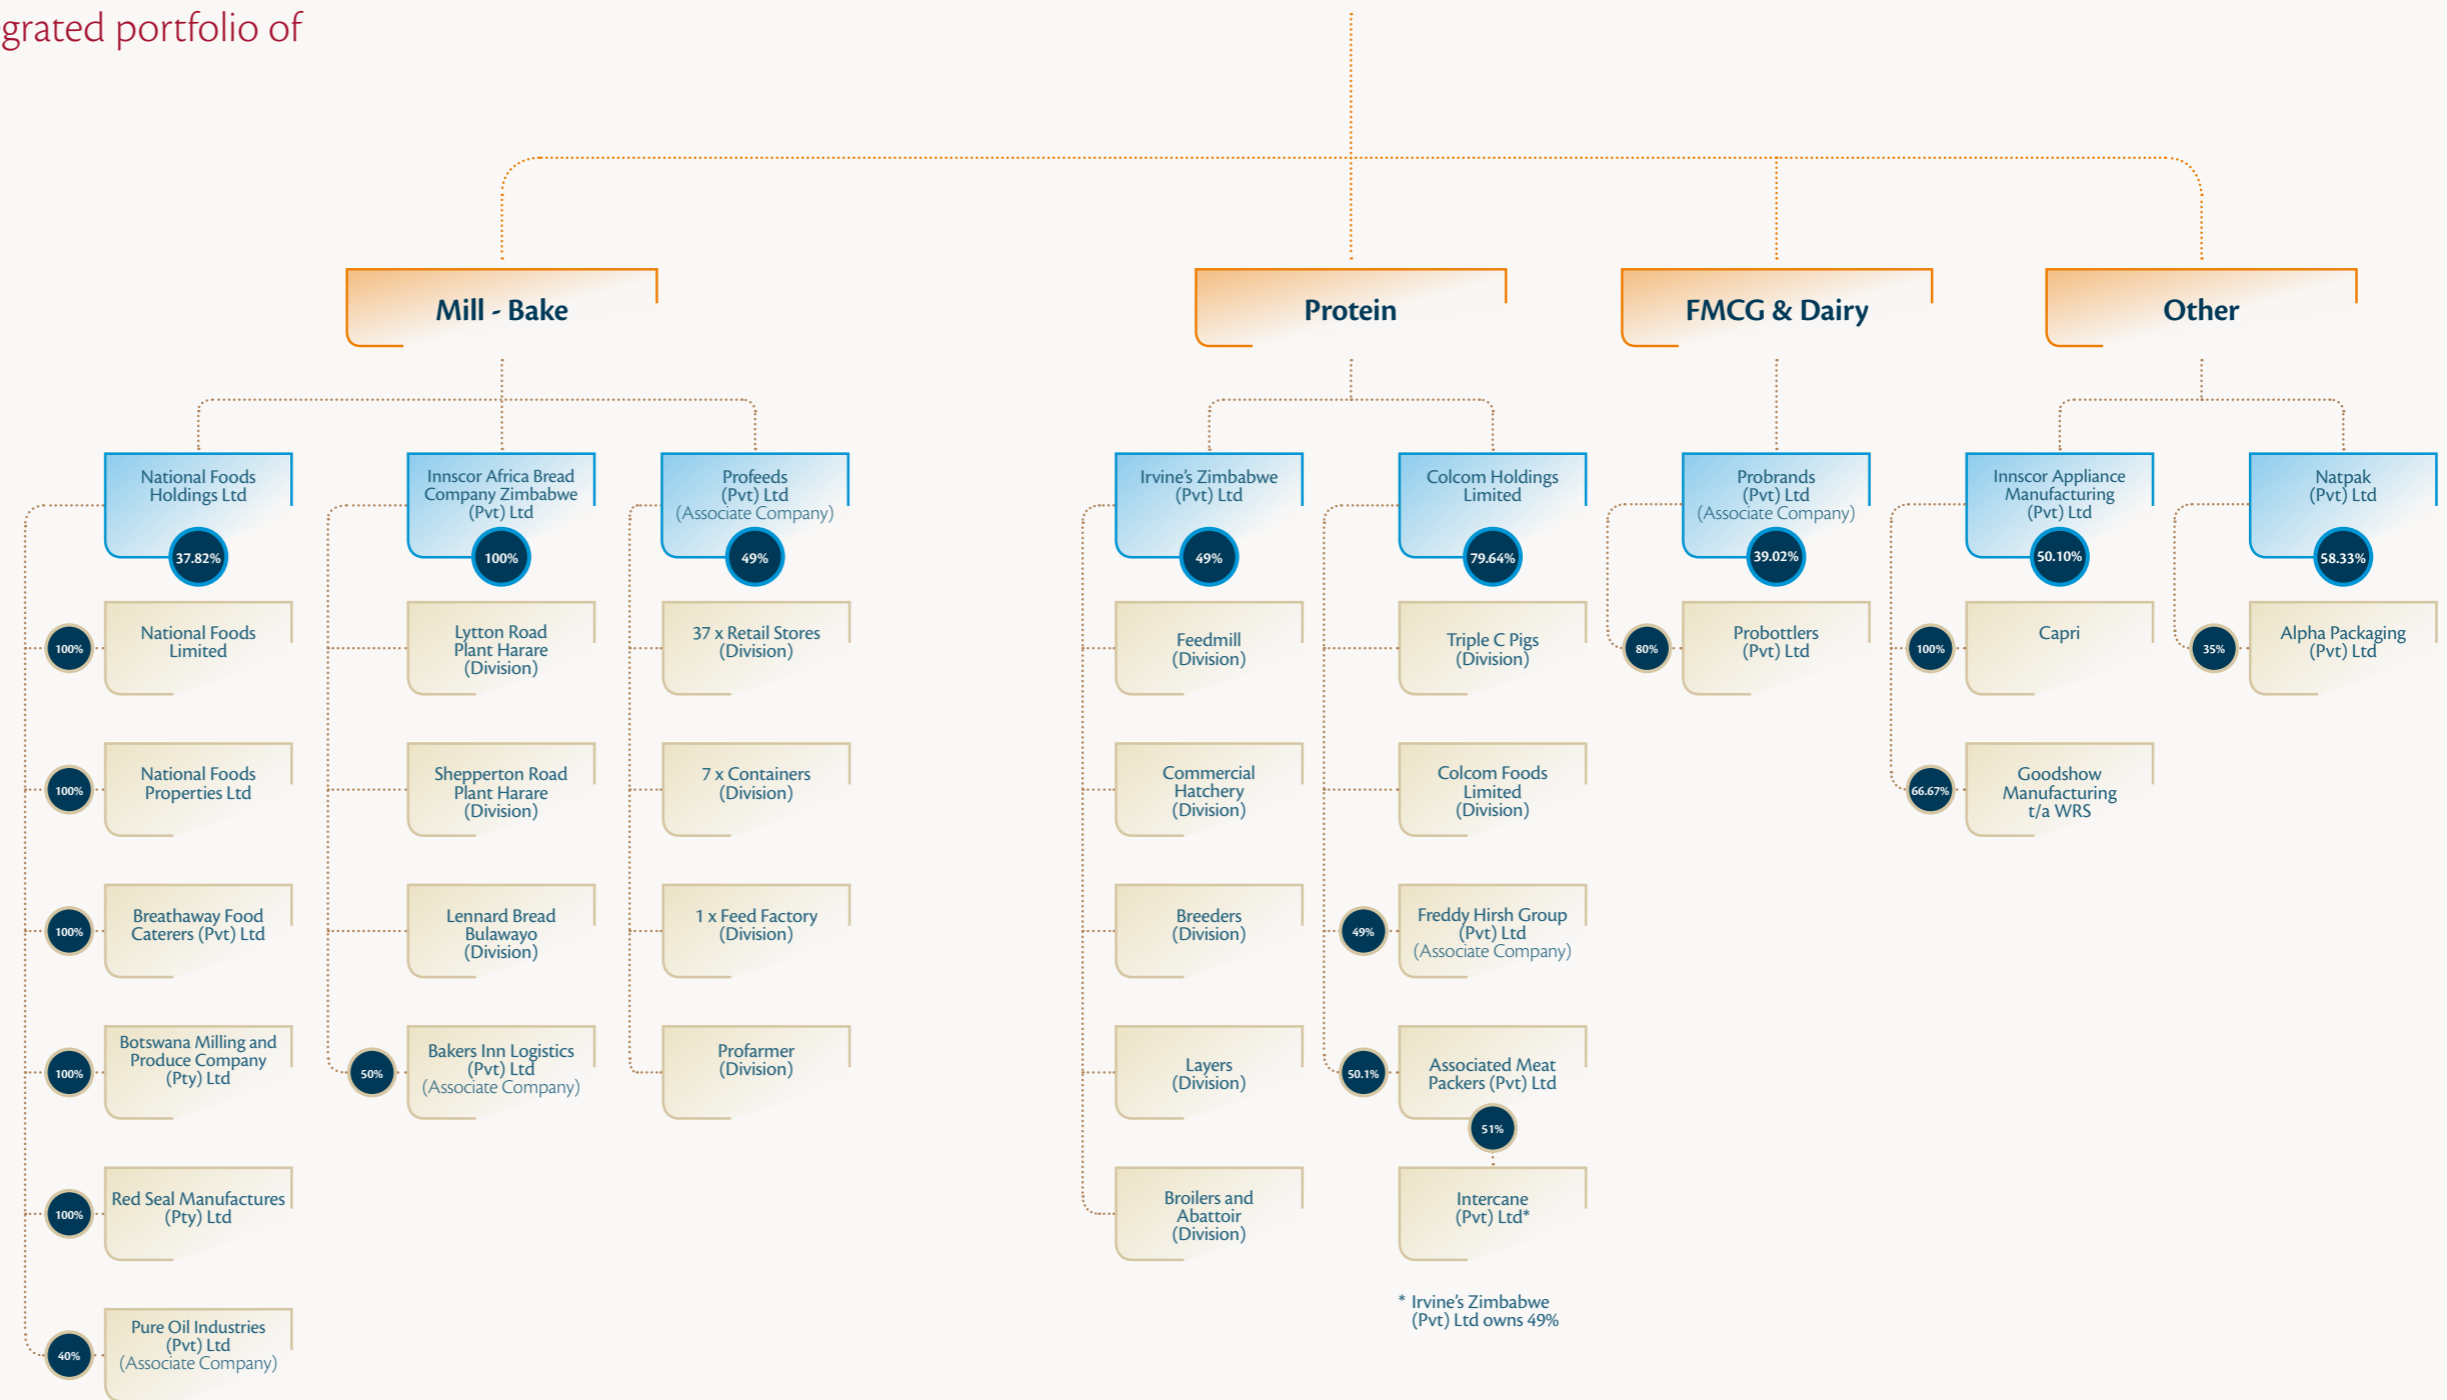 grated portfolio of
Mill - Bake
Protein
FMCG & Dairy
Other
National Foods
Holdings Ltd
37.82%
100%
National Foods
Limited
100%
National Foods
Properties Ltd
100%
Breathaway Food
Caterers (Pvt) Ltd
100%
Botswana Milling and
Produce Company
(Pty) Ltd
100%
Red Seal Manufactures
(Pty) Ltd
40%
Pure Oil Industries
(Pvt) Ltd
(Associate Company)
Innscor Africa Bread
Company Zimbabwe
(Pvt) Ltd
100%
Lytton Road
Plant Harare
(Division)
Shepperton Road
Plant Harare
(Division)
Lennard Bread
Bulawayo
(Division)
50%
Bakers Inn Logistics
(Pvt) Ltd
(Associate Company)
Profeeds
(Pvt) Ltd
(Associate Company)
49%
37 x Retail Stores
(Division)
7 x Containers
(Division)
1 x Feed Factory
(Division)
Profarmer
(Division)
Irvine's Zimbabwe
(Pvt) Ltd
49%
Feedmill
(Division)
Commercial
Hatchery
(Division)
Breeders
(Division)
Layers
(Division)
Broilers and
Abattoir
(Division)
Colcom Holdings
Limited
79.64%
Triple C Pigs
(Division)
Colcom Foods
Limited
(Division)
49%
Freddy Hirsh Group
(Pvt) Ltd
(Associate Company)
50.1%
Associated Meat
Packers (Pvt) Ltd
51%
Intercane
(Pvt) Ltd*
* Irvine's Zimbabwe
(Pvt) Ltd owns 49%
Probrands
(Pvt) Ltd
(Associate Company)
39.02%
80%
Probottlers
(Pvt) Ltd
Innscor Appliance
Manufacturing
(Pvt) Ltd
50.10%
100%
Capri
66.67%
Goodshow
Manufacturing
t/a WRS
Natpak
(Pvt) Ltd
58.33%
35%
Alpha Packaging
(Pvt) Ltd